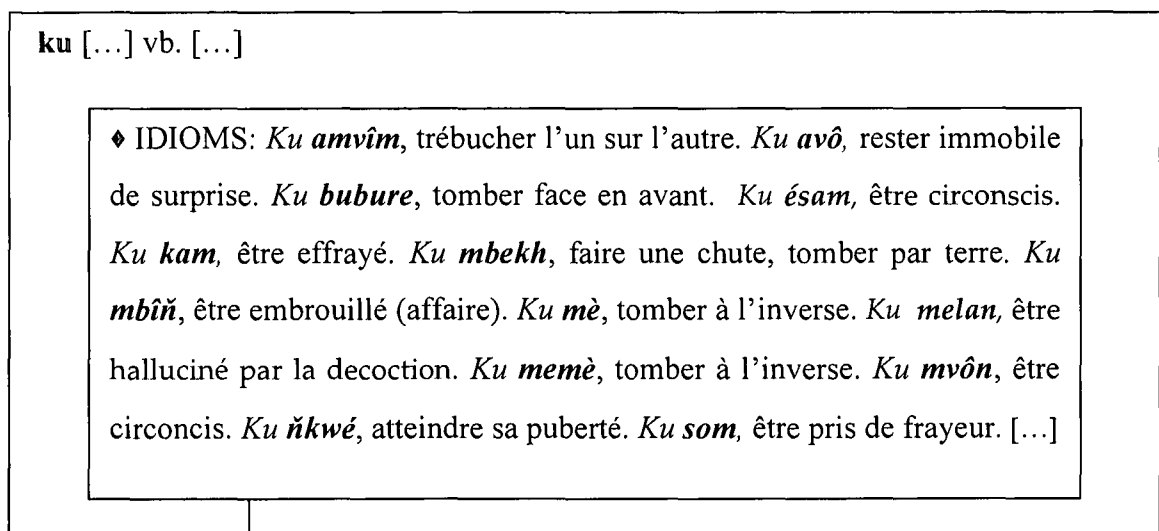 ku […] vb. […]
♦ IDIOMS: Ku amvîm, trébucher l’un sur l’autre. Ku avô, rester immobile
de surprise. Ku bubure, tomber face en avant. Ku ésam, être circonscis.
Ku kam, être effrayé. Ku mbekh, faire une chute, tomber par terre. Ku
mbîň, être embrouillé (affaire). Ku mè, tomber à l’inverse. Ku melan, être
halluciné par la decoction. Ku memè, tomber à l’inverse. Ku mvôn, être
circoncis. Ku ňkwé, atteindre sa puberté. Ku som, être pris de frayeur. […]